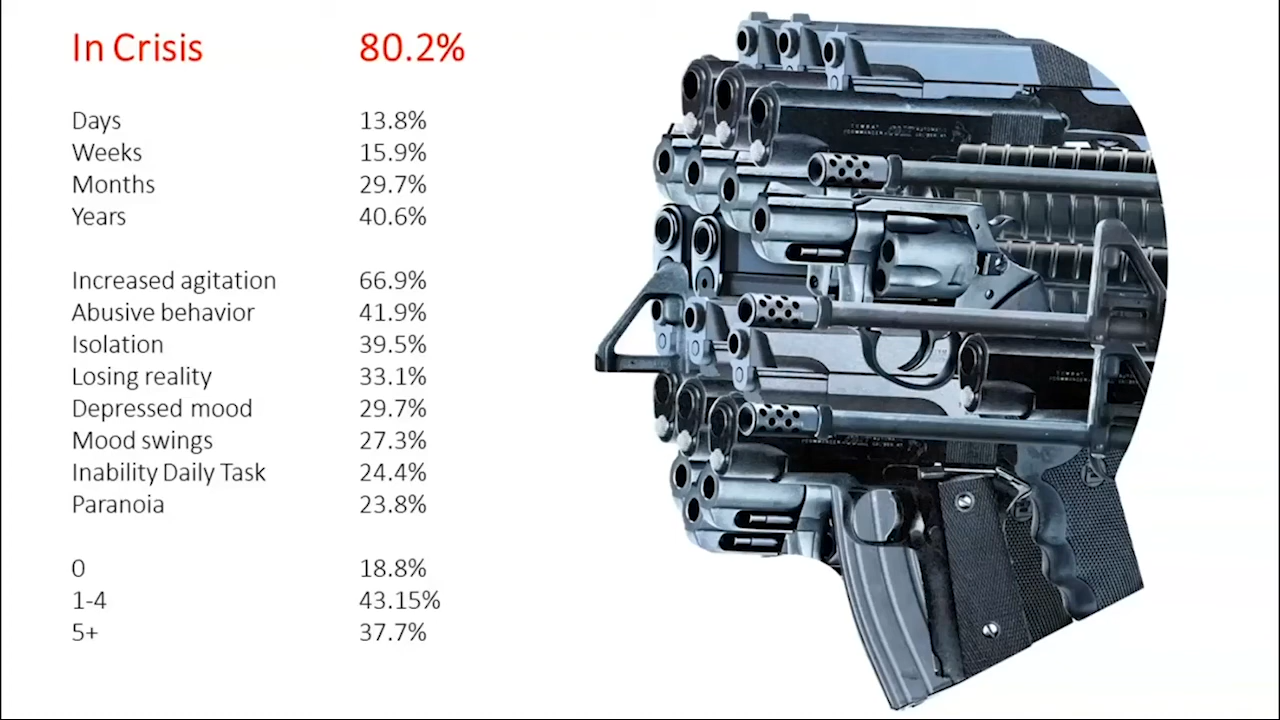 In Crisis 80.2%
Days 13.8%
Weeks 15.9%
Months 29.7%
Years 40.6%
Increased agitation 66.9%
Abusive behavior 41.9%
Isolation 39.5%
Losing reality 33.1%
Depressed mood 29.7%
Mood swings 27.3%
Inability Daily Task 24.4%
Paranoia 23.8%
0 18.8%
1-4 43.15%
5+ 37.7%